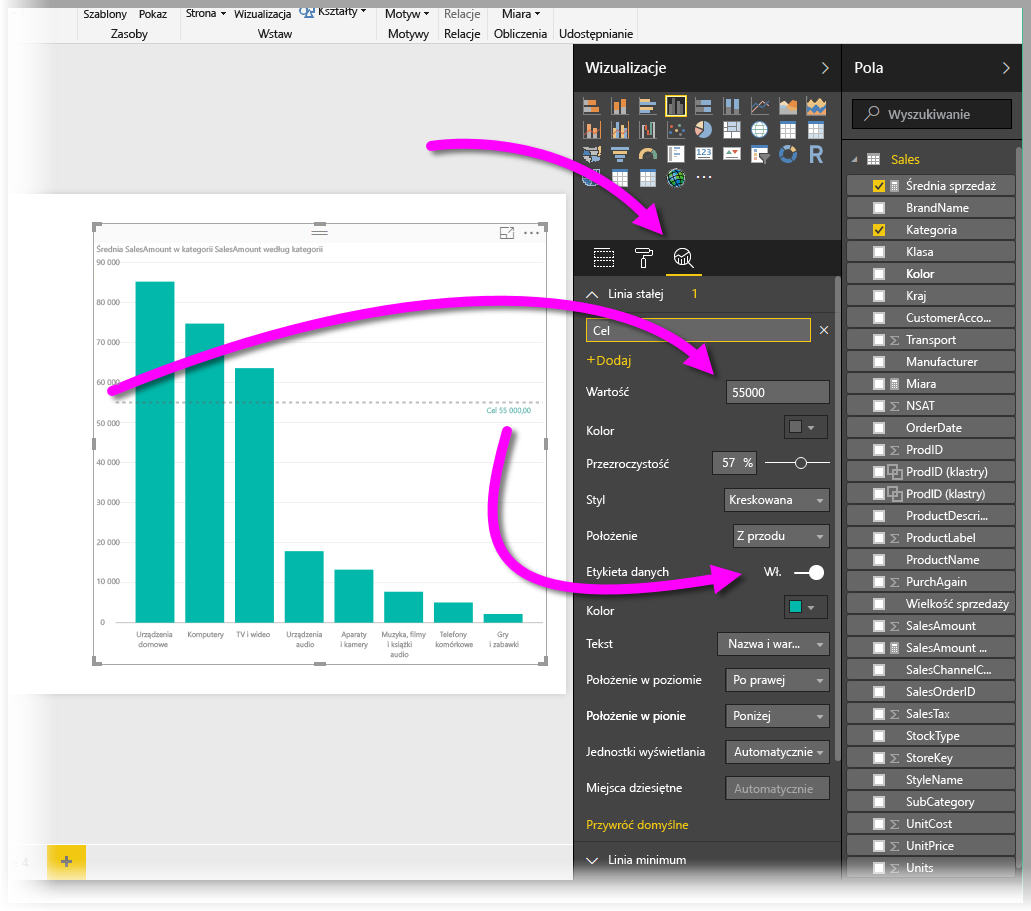 Szablony Pokaz
Zasoby
Strona Wizualizacja Kształty
Wstaw
Motyw
Motywy
Relacje
Relacje
Miara
Obliczenia
Udostępnianie
Średnia SalesAmount w kategorii SalesAmount według kategorii
90 000
80 000
70 000
60 000
50 000
40 000
30 000
20 000
10 000
0
Cel 55 000,00
Urządzenia domowe
Komputery
TV i wideo
Urządzenia audio
Aparaty i kamery
Muzyka, filmy i książki audio
Telefony komórkowe
Gry i zabawki
4
+
Wizualizacje
123
R
Linia stałej 1
Cel
+Dodaj
Wartość 55000
Kolor
Przezroczystość 57 %
Styl Kreskowana
Położenie Z przodu
Etykieta danych Wł.
Kolor
Tekst Nazwa i war...
Położenie w poziomie Po prawej
Położenie w pionie Poniżej
Jednostki wyświetlania Automatycznie
Miejsca dziesiętne Automatycznie
Przywróć domyślne
Linia minimum
Pola
Wyszukiwanie
Sales
Średnia sprzedaż
BrandName
Kategoria
Klasa
Kolor
Kraj
CustomerAcco...
Σ Transport
Manufacturer
Miara
Σ NSAT
OrderDate
Σ ProdID
ProdID (klastry)
ProdID (klastry)
ProductDescri...
Σ ProductLabel
ProductName
Σ PurchAgain
Wielkość sprzedaży
Σ SalesAmount
SalesAmount ...
SalesChannelC...
SalesOrderID
Σ SalesTax
StockType
Σ StoreKey
StyleName
SubCategory
Σ UnitCost
Σ UnitPrice
Σ Units